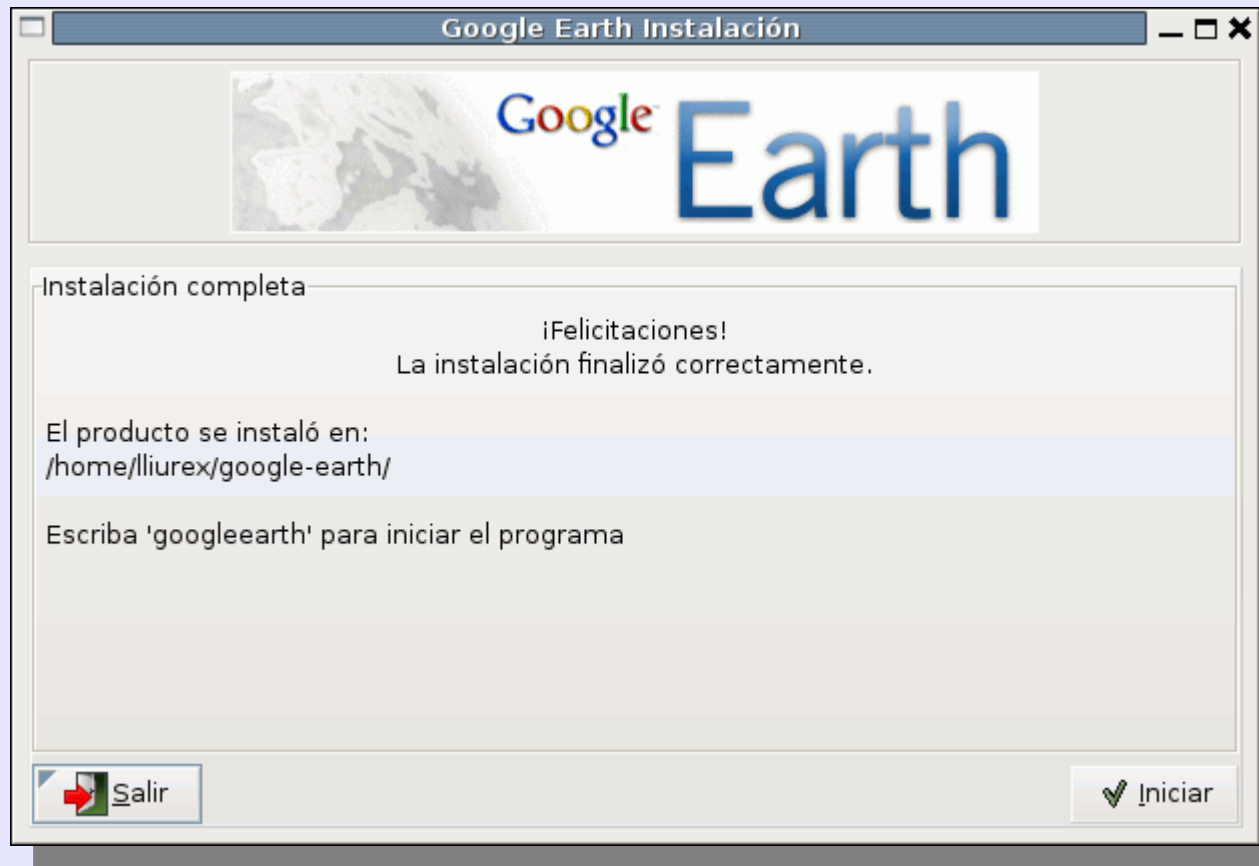 Google Earth Instalación
Google Earth
Instalación completa
¡Felicitaciones!
La instalación finalizó correctamente.
El producto se instaló en:
/home/lliurex/google-earth/
Escriba 'googleearth' para iniciar el programa
Salir
Iniciar